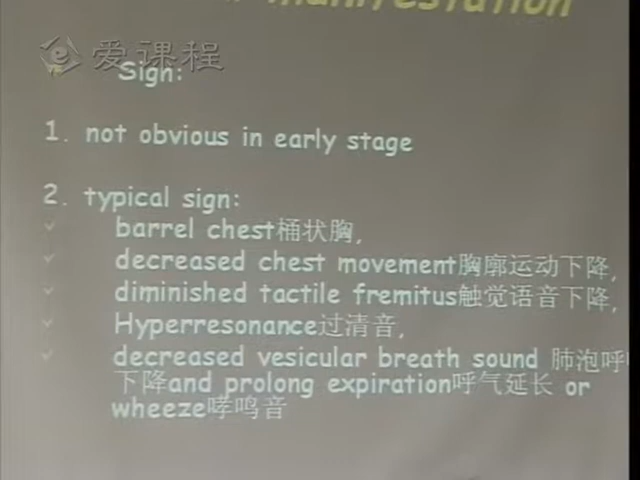 manifestation
爱课程
Sign:
1. not obvious in early stage
2. typical sign:
barrel chest桶状胸,
decreased chest movement胸廓运动下降,
diminished tactile fremitus触觉语音下降,
Hyperresonance过清音,
decreased vesicular breath sound 肺泡呼
下降and prolong expiration呼气延长 or
wheeze哮鸣音